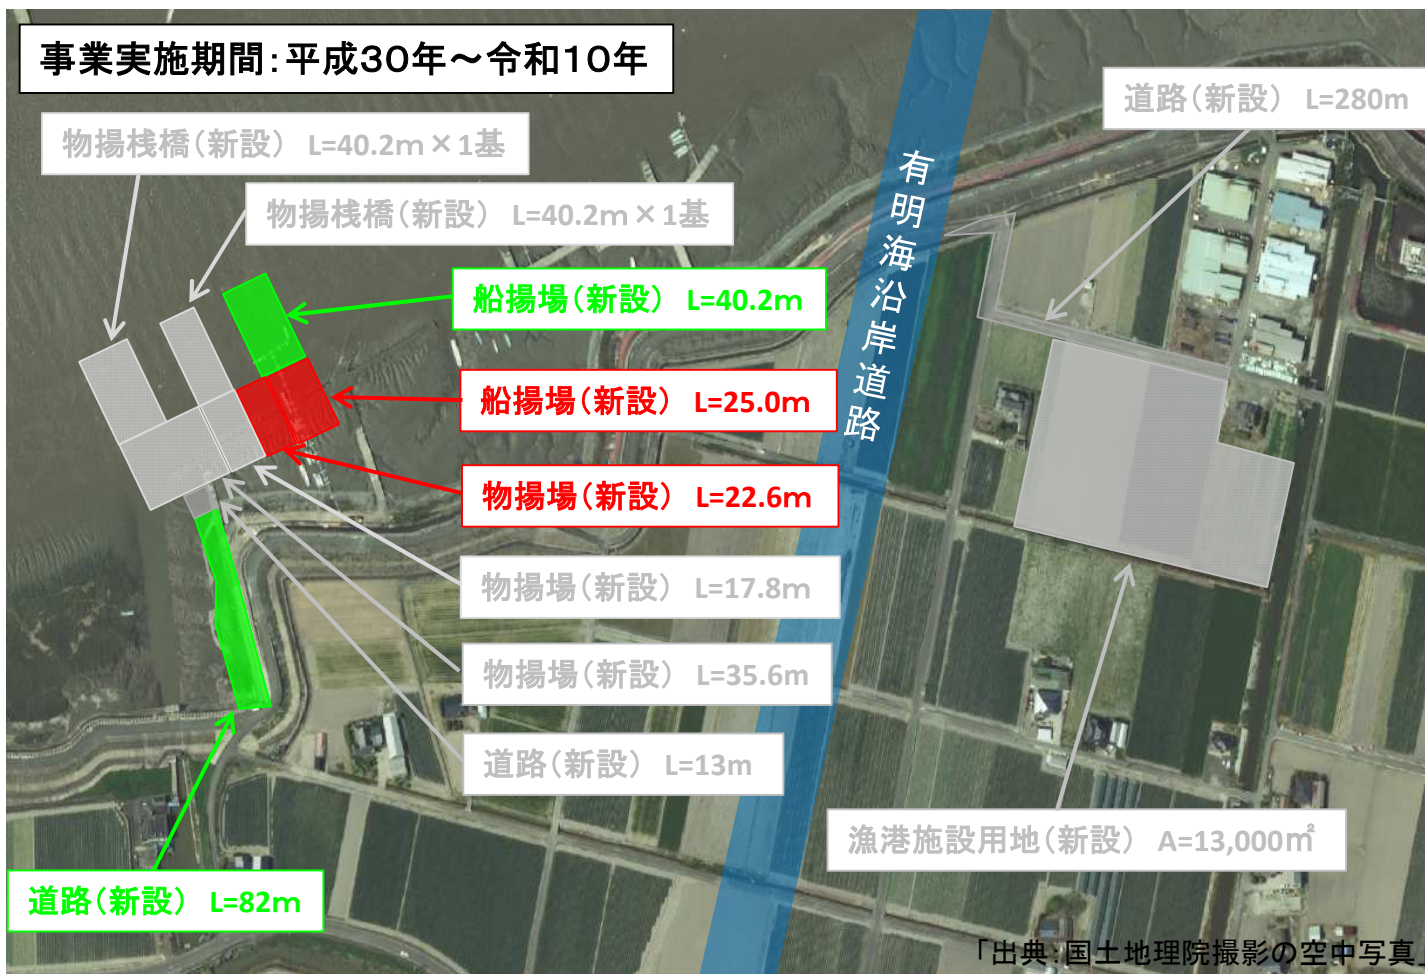 事業実施期間:平成30年～令和10年
道路(新設) L=280m
物揚桟橋(新設) L=40.2m×1基
物揚桟橋(新設) L=40.2m×1基
有明海沿岸道路
船揚場(新設) L=40.2m
船揚場(新設) L=25.0m
物揚場(新設) L=22.6m
物揚場(新設) L=17.8m
物揚場(新設) L=35.6m
道路(新設) L=13m
漁港施設用地(新設) A=13,000㎡
道路(新設) L=82m
「出典:国土地理院撮影の空中写真」